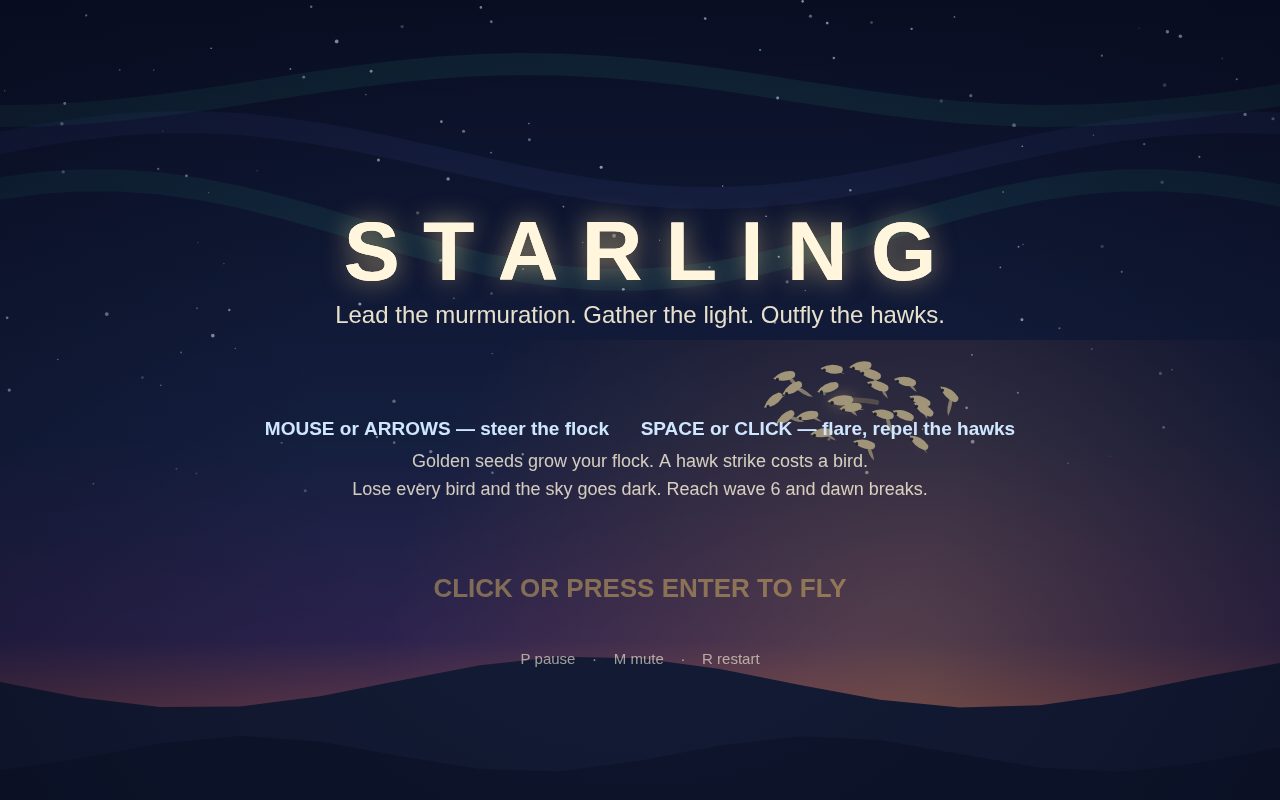 STARLING
Lead the murmuration. Gather the light. Outfly the hawks.
MOUSE or ARROWS — steer the flock SPACE or CLICK — flare, repel the hawks
Golden seeds grow your flock. A hawk strike costs a bird.
Lose every bird and the sky goes dark. Reach wave 6 and dawn breaks.
CLICK OR PRESS ENTER TO FLY
P pause · M mute · R restart